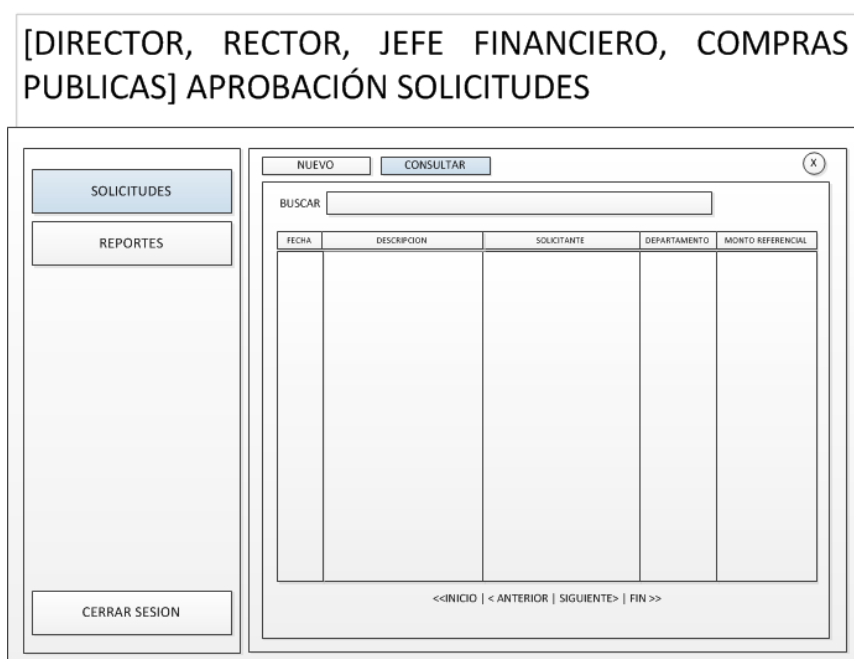 [DIRECTOR, RECTOR, JEFE FINANCIERO, COMPRAS
PUBLICAS] APROBACIÓN SOLICITUDES
SOLICITUDES
REPORTES
CERRAR SESION
NUEVO
CONSULTAR
X
BUSCAR
FECHA DESCRIPCION SOLICITANTE DEPARTAMENTO MONTO REFERENCIAL
<<INICIO | < ANTERIOR | SIGUIENTE> | FIN >>